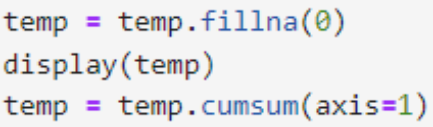 temp = temp.fillna(0)
display(temp)
temp = temp.cumsum(axis=1)